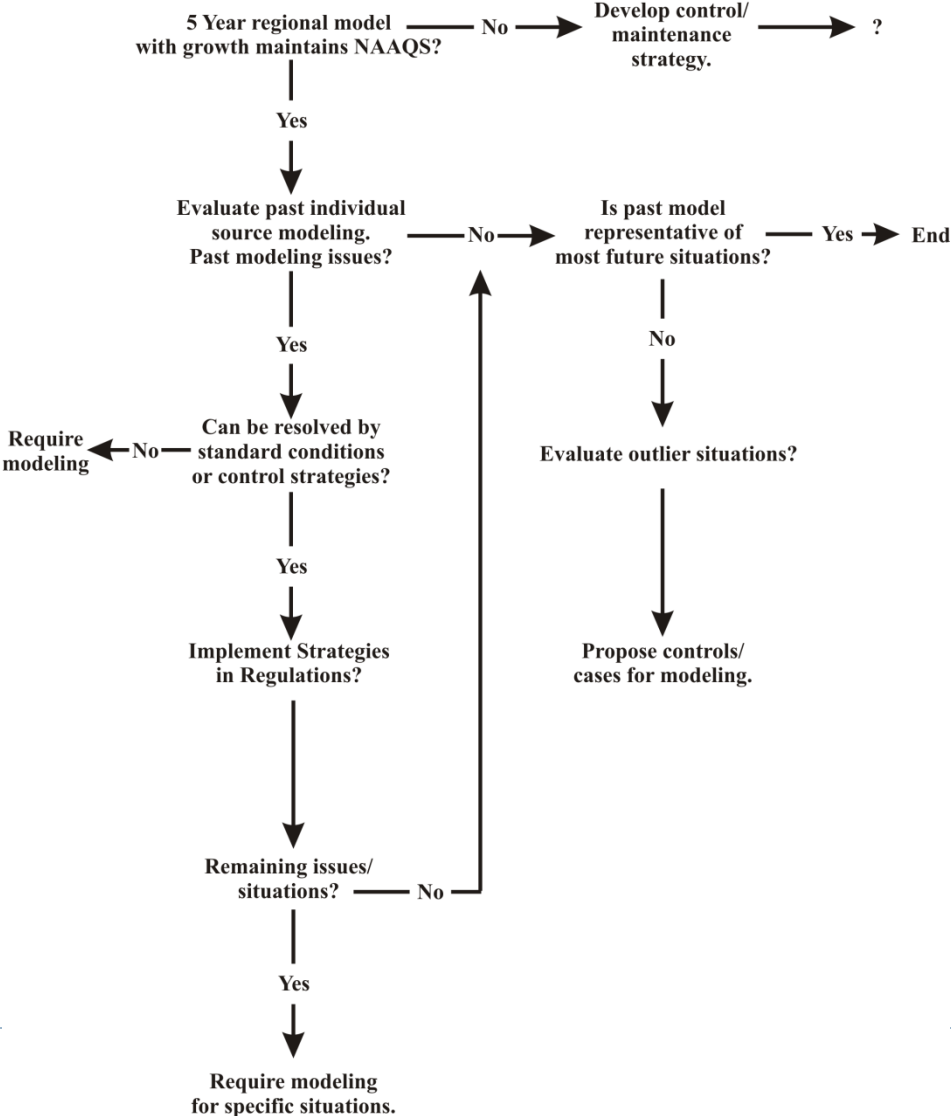 5 Year regional model
with growth maintains NAAQS?
No
Develop control/
maintenance
strategy.
?
Yes
Evaluate past individual
source modeling.
Past modeling issues?
No
Is past model
representative of
most future situations?
Yes
End
Yes
No
Require
modeling
No
Can be resolved by
standard conditions
or control strategies?
Evaluate outlier situations?
Yes
Implement Strategies
in Regulations?
Propose controls/
cases for modeling.
Remaining issues/
situations?
No
Yes
Require modeling
for specific situations.